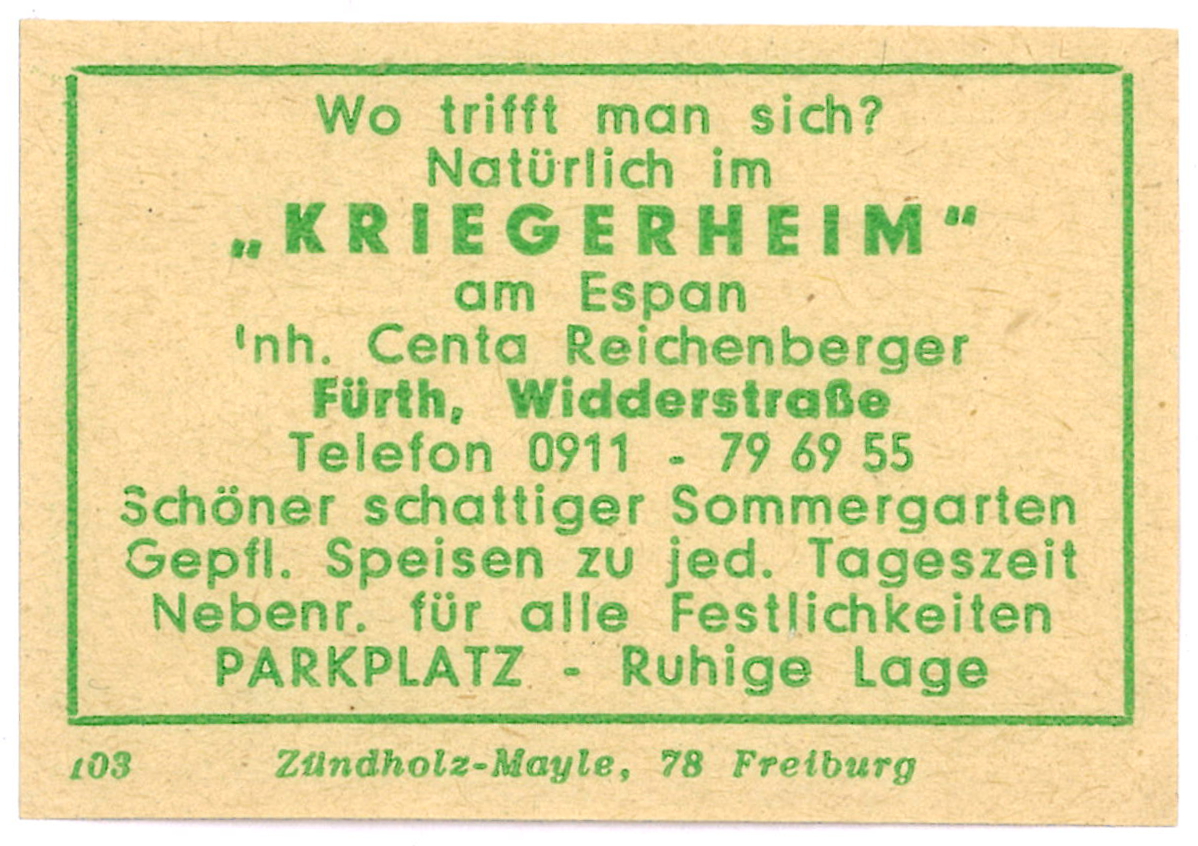 Wo trifft man sich?
Natürlich im
„KRIEGERHEIM“
am Espan
Inh. Centa Reichenberger
Fürth, Widderstraße
Telefon 0911 - 79 69 55
Schöner schattiger Sommergarten
Gepfl. Speisen zu jed. Tageszeit
Nebenr. für alle Festlichkeiten
PARKPLATZ - Ruhige Lage
103 Zündholz-Mayle, 78 Freiburg